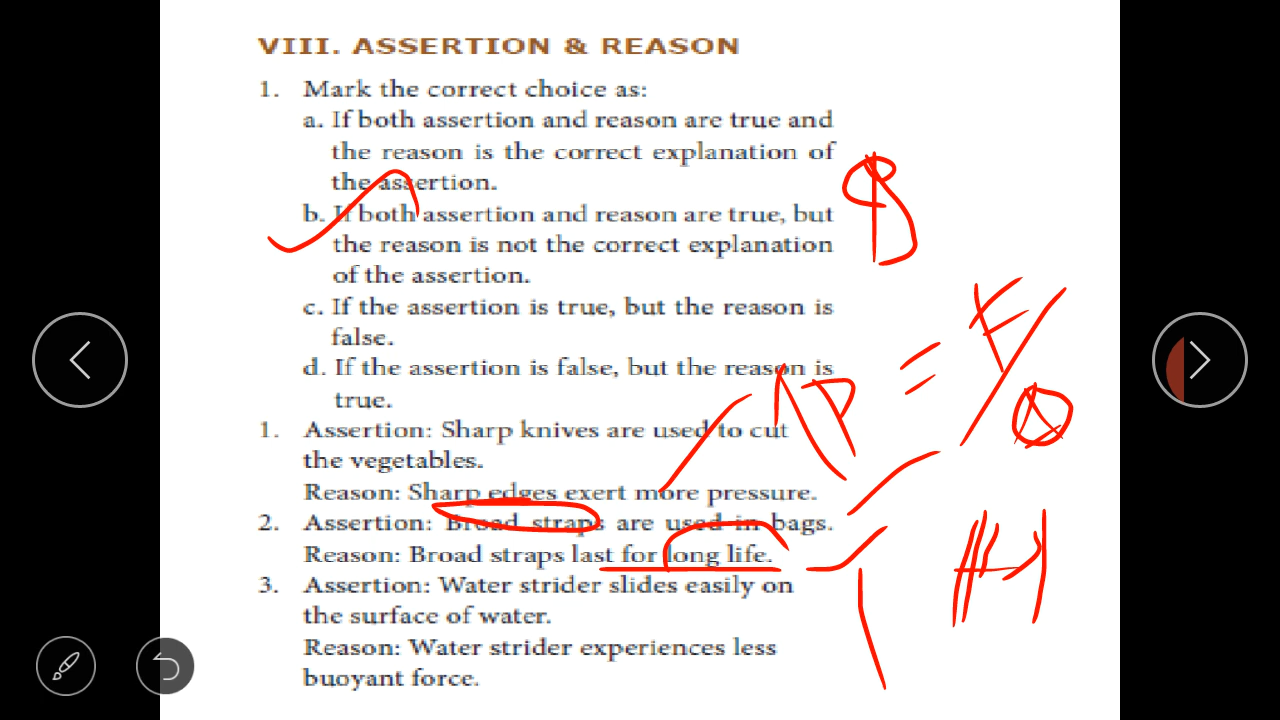 VIII. ASSERTION & REASON
1. Mark the correct choice as:
a. If both assertion and reason are true and
the reason is the correct explanation of
the assertion.
b. If both assertion and reason are true, but
the reason is not the correct explanation
of the assertion.
c. If the assertion is true, but the reason is
false.
d. If the assertion is false, but the reason is
true.
1. Assertion: Sharp knives are used to cut
the vegetables.
Reason: Sharp edges exert more pressure.
2. Assertion: Broad straps are used in bags.
Reason: Broad straps last for long life.
3. Assertion: Water strider slides easily on
the surface of water.
Reason: Water strider experiences less
buoyant force.